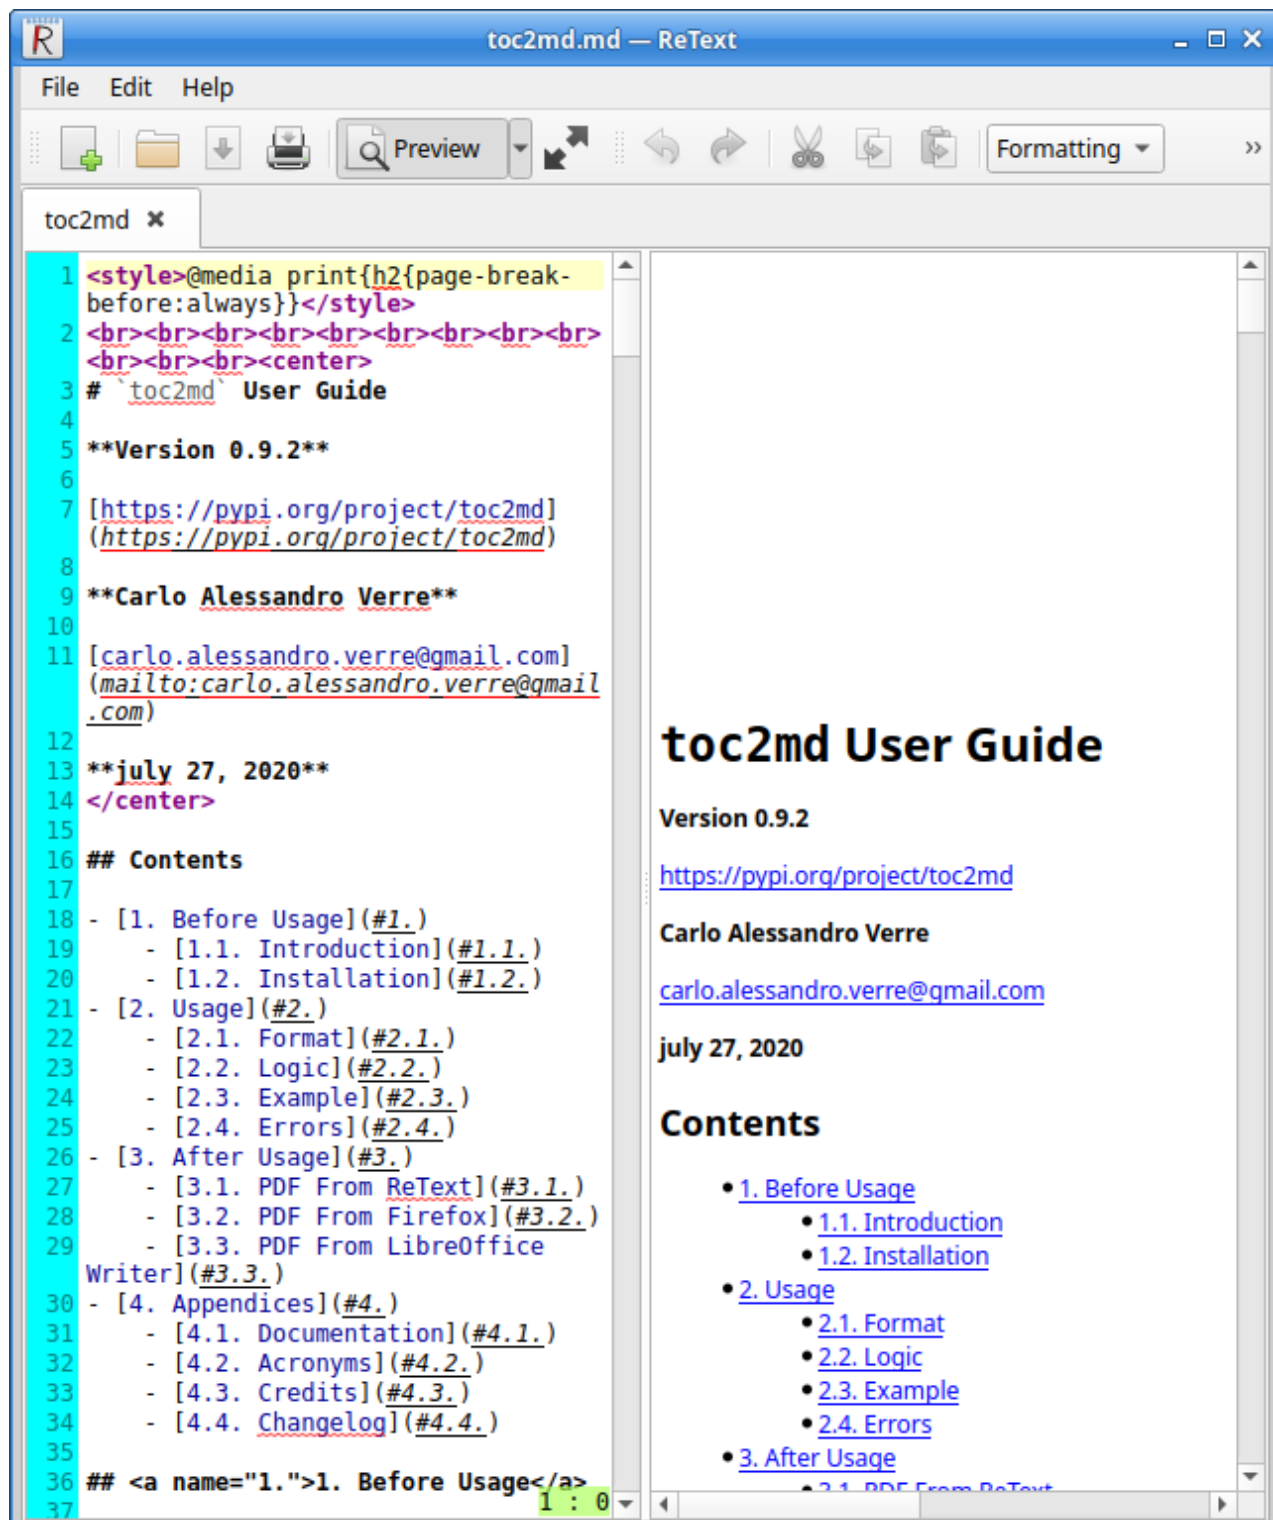 toc2md.md — ReText
File Edit Help
Preview Formatting »
toc2md ✖
1 <style>@media print{h2{page-break-
before:always}}</style>
2 <br><br><br><br><br><br><br><br><br>
<br><br><br><center>
3 # `toc2md` User Guide
4
5 **Version 0.9.2**
6
7 [https://pypi.org/project/toc2md]
(https://pypi.org/project/toc2md)
8
9 **Carlo Alessandro Verre**
10
11 [carlo.alessandro.verre@gmail.com]
(mailto:carlo.alessandro.verre@gmail
.com)
12
13 **july 27, 2020**
14 </center>
15
16 ## Contents
17
18 - [1. Before Usage](#1.)
19     - [1.1. Introduction](#1.1.)
20     - [1.2. Installation](#1.2.)
21 - [2. Usage](#2.)
22     - [2.1. Format](#2.1.)
23     - [2.2. Logic](#2.2.)
24     - [2.3. Example](#2.3.)
25     - [2.4. Errors](#2.4.)
26 - [3. After Usage](#3.)
27     - [3.1. PDF From ReText](#3.1.)
28     - [3.2. PDF From Firefox](#3.2.)
29     - [3.3. PDF From LibreOffice
Writer](#3.3.)
30 - [4. Appendices](#4.)
31     - [4.1. Documentation](#4.1.)
32     - [4.2. Acronyms](#4.2.)
33     - [4.3. Credits](#4.3.)
34     - [4.4. Changelog](#4.4.)
35
36 ## <a name="1.">1. Before Usage</a>
37
1 : 0
toc2md User Guide
Version 0.9.2
https://pypi.org/project/toc2md
Carlo Alessandro Verre
carlo.alessandro.verre@gmail.com
july 27, 2020
Contents
• 1. Before Usage
• 1.1. Introduction
• 1.2. Installation
• 2. Usage
• 2.1. Format
• 2.2. Logic
• 2.3. Example
• 2.4. Errors
• 3. After Usage
• 3.1. PDF From ReText